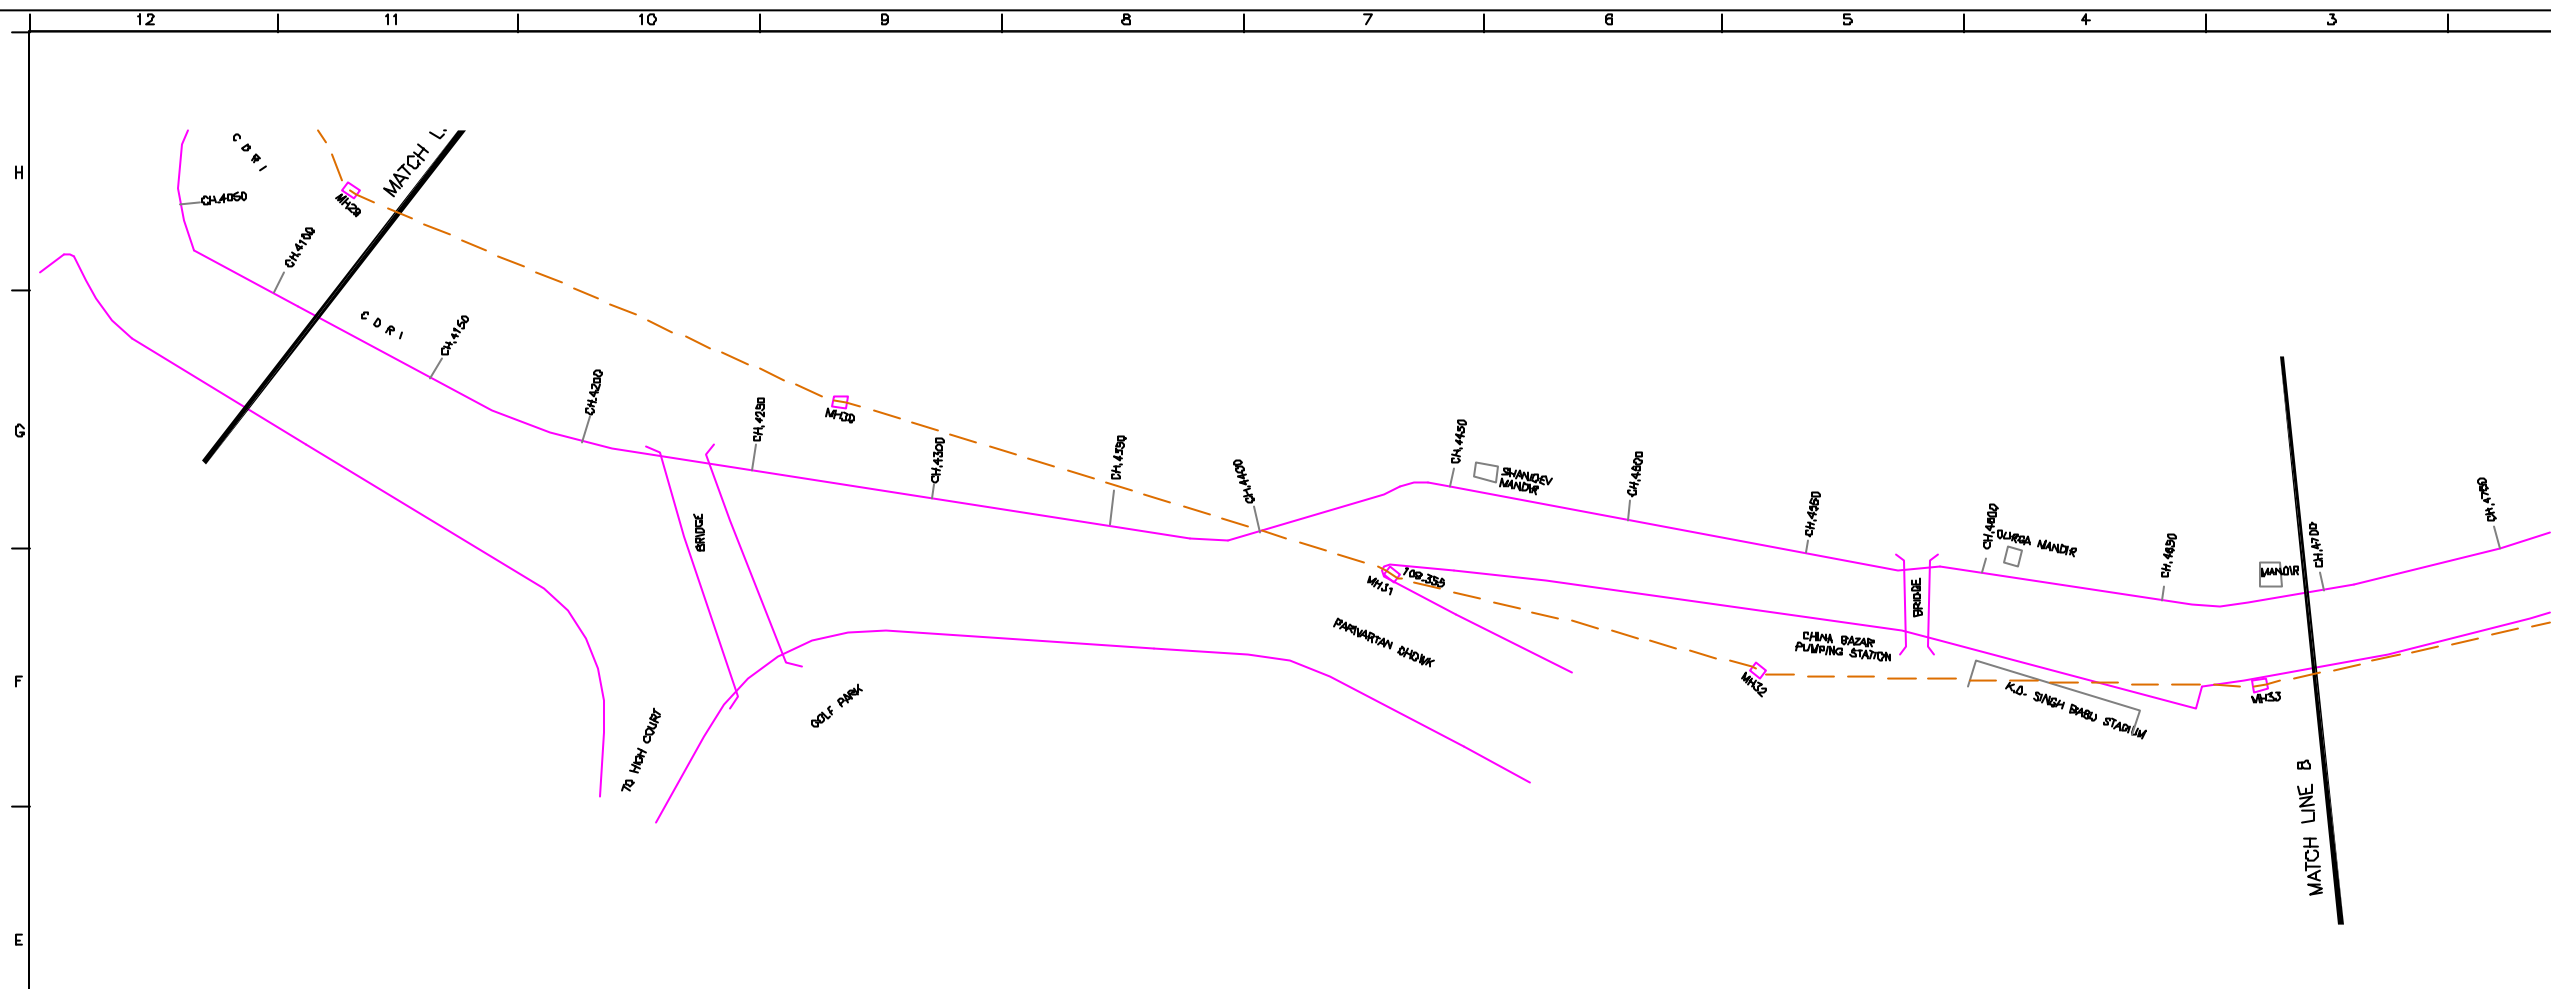 12 11 10 9 8 7 6 5 4 3
H
G
F
E
C D R I
MATCH L
CH.4050
MH29
CH.4100
C D R I
CH.4150
CH.4200
MH30
CH.4250
CH.4300
CH.4350
CH.4400
CH.4450
SHANIDEV
MANDIR
CH.4500
CH.4550
CH.4600
DURGA MANDIR
CH.4650
MANDIR
CH.4700
CH.4750
BRIDGE
BRIDGE
MH31
108.355
PARIVARTAN CHOWK
CHINA BAZAR
PUMPING STATION
MH32
K.D. SINGH BABU STADIUM
MH33
GOLF PARK
TO HIGH COURT
MATCH LINE B